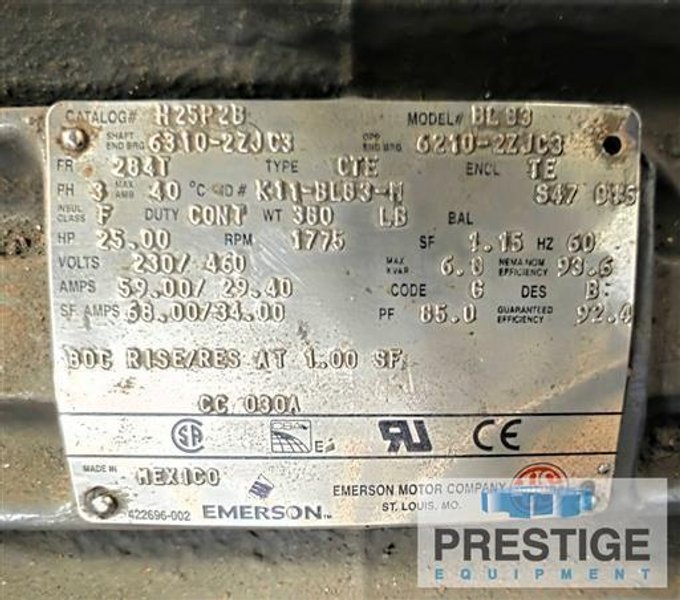 CATALOG# H25P2B MODEL# BL83
SHAFT END BRG 6310-2ZJC3 OPP END BRG 6210-2ZJC3
FR 284T TYPE CTE ENCL TE
PH 3 MAX AMB 40 °C ID# K11-BL83-M S47
INSUL CLASS F DUTY CONT WT 360 LB BAL
HP 25.00 RPM 1775 SF 1.15 HZ 60
VOLTS 230/460 MAX KVAR NEMA NOM EFFICIENCY 93.6
AMPS 59.00/29.40 CODE G DES B
SF AMPS 68.00/34.00 PF 85.0 GUARANTEED EFFICIENCY 92.4
80C RISE/RES AT 1.00 SF
CC 030A
SA CSA E RU CE
MADE IN MEXICO
EMERSON MOTOR COMPANY
ST. LOUIS, MO.
422696-002 EMERSON
PRESTIGE
EQUIPMENT